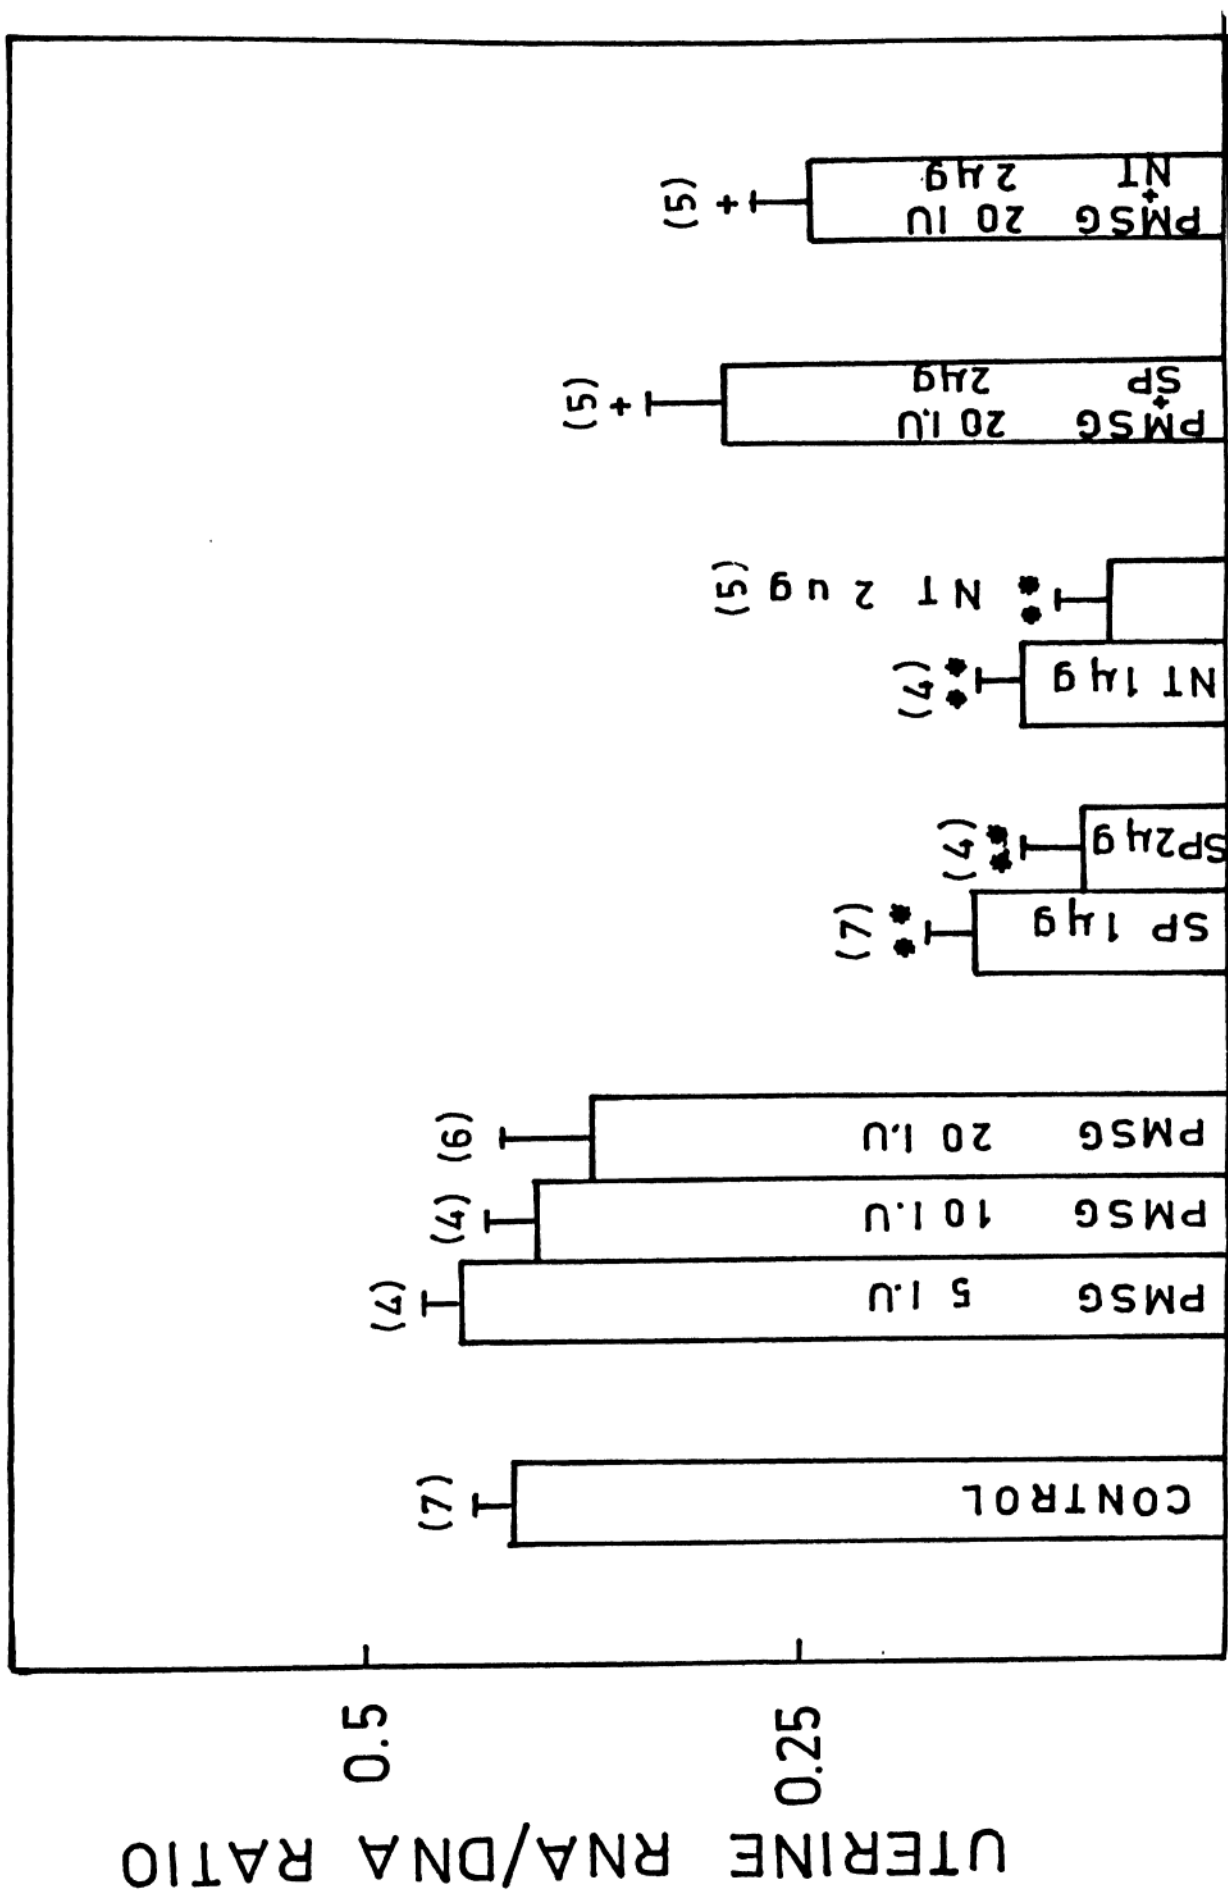 UTERINE RNA/DNA RATIO
0.5
0.25
(7)
CONTROL
(4)
PMSG 5 I.U
(4)
PMSG 10 I.U
(6)
PMSG 20 I.U
(7)
**
SP 1µg
(4)
**
SP2µg
(4)
**
NT 1µg
**
NT 2 ug (5)
(5)
+
PMSG 20 I.U
+
SP 2µg
(5)
+
PMSG 20 IU
+
NT 2µg